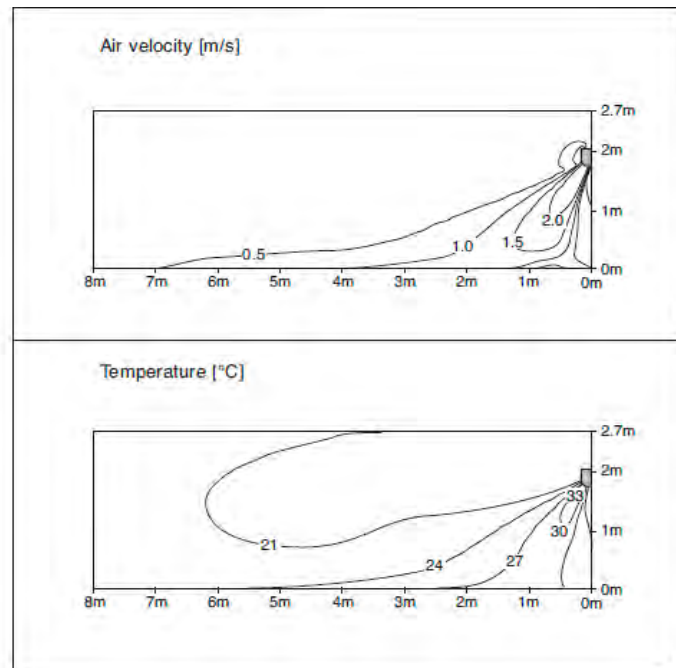 Air velocity [m/s]
2.7m
2m
1m
2.0
1.5
1.0
0.5
0m
8m 7m 6m 5m 4m 3m 2m 1m 0m
Temperature [°C]
2.7m
2m
33
1m
30
21
27
24
0m
8m 7m 6m 5m 4m 3m 2m 1m 0m